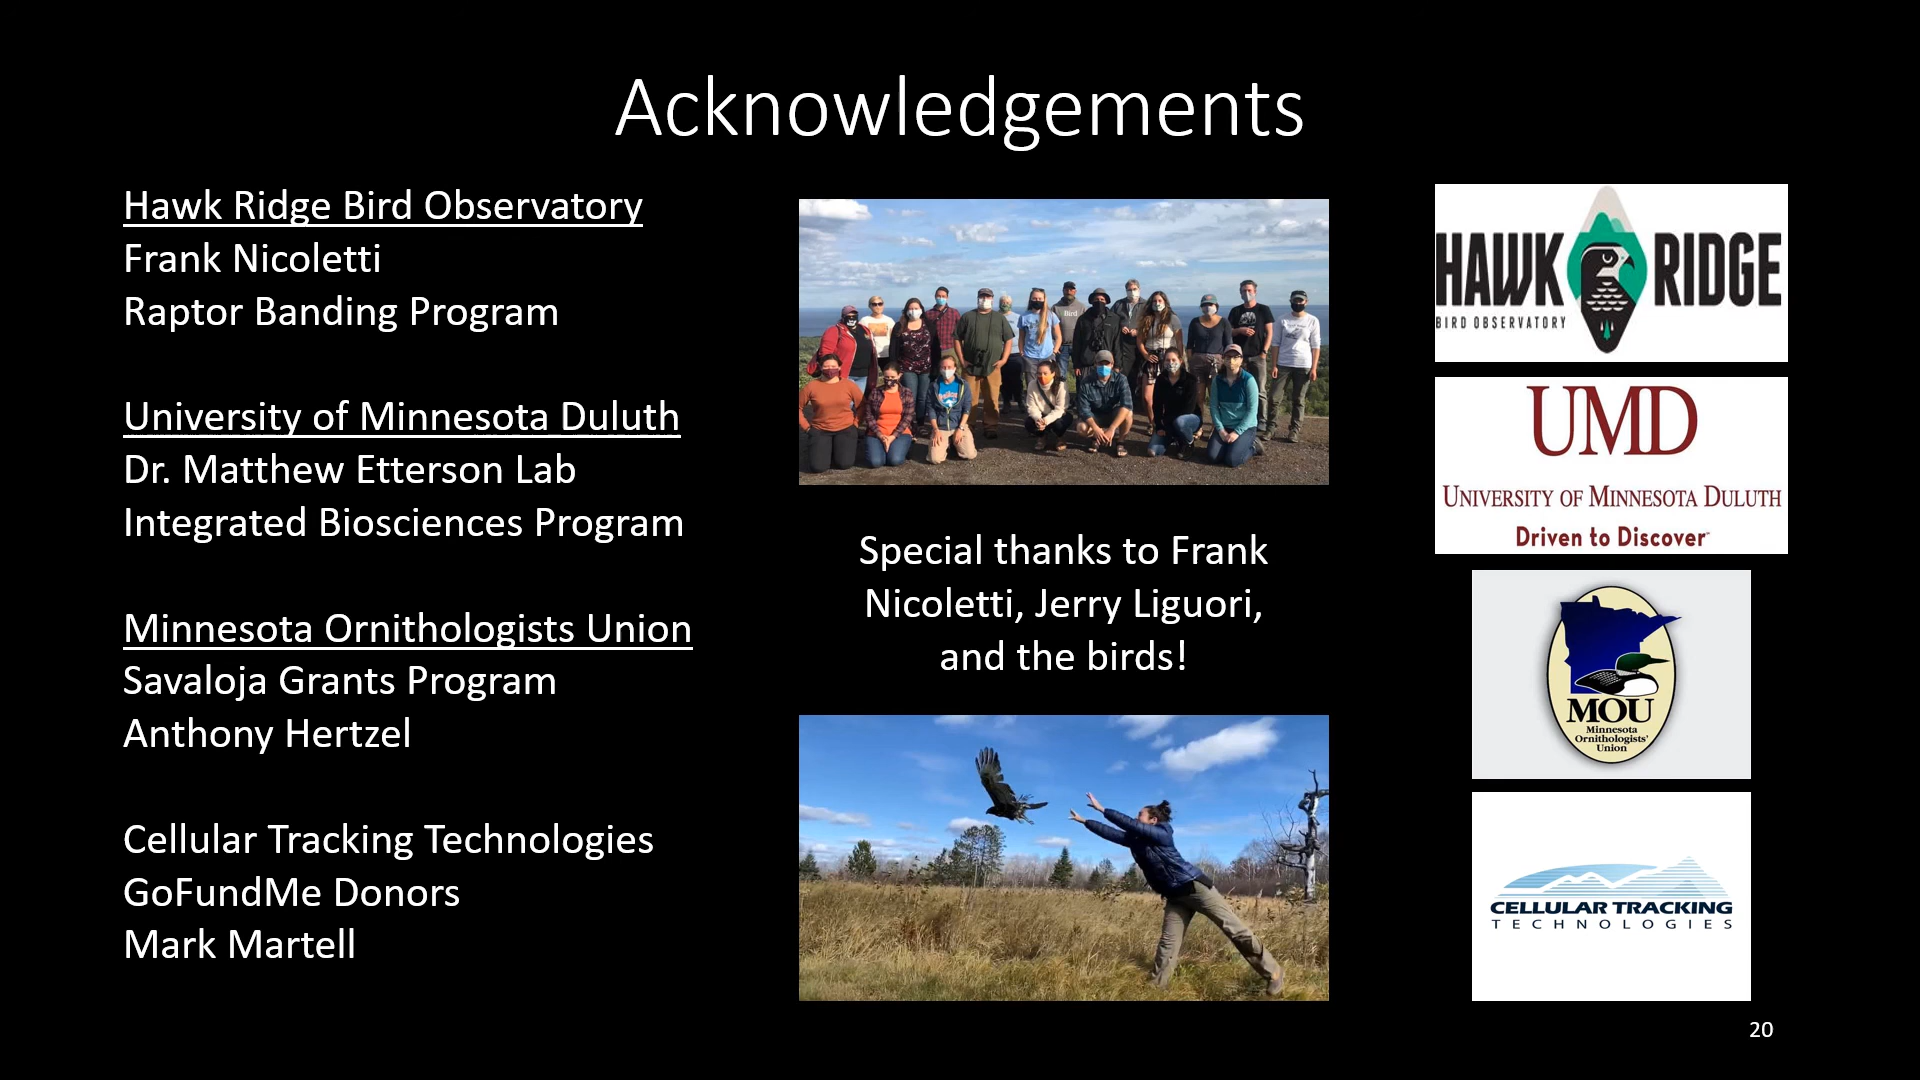 Acknowledgements
Hawk Ridge Bird Observatory
Frank Nicoletti
Raptor Banding Program
University of Minnesota Duluth
Dr. Matthew Etterson Lab
Integrated Biosciences Program
Minnesota Ornithologists Union
Savaloja Grants Program
Anthony Hertzel
Cellular Tracking Technologies
GoFundMe Donors
Mark Martell
Bird
Special thanks to Frank
Nicoletti, Jerry Liguori,
and the birds!
HAWK RIDGE
BIRD OBSERVATORY
UMD
UNIVERSITY OF MINNESOTA DULUTH
Driven to Discover
MOU
Minnesota
Ornithologists'
Union
CELLULAR TRACKING
TECHNOLOGIES
20